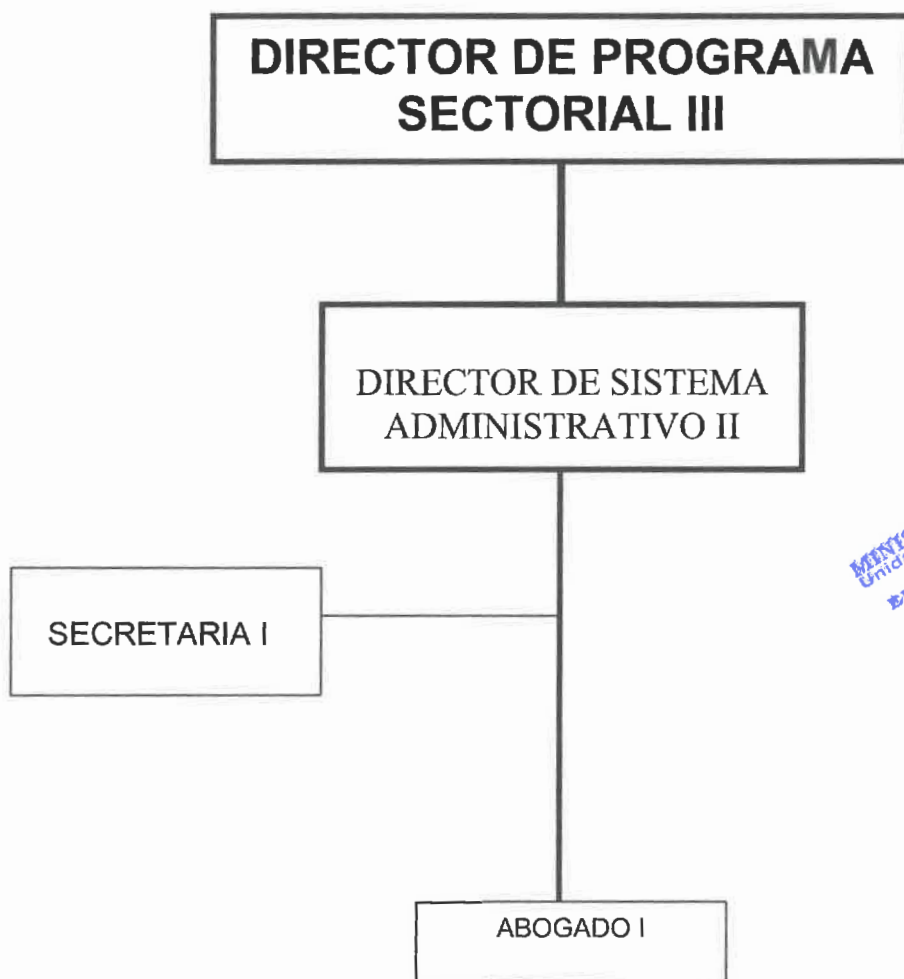 DIRECTOR DE PROGRAMA
SECTORIAL III
DIRECTOR DE SISTEMA
ADMINISTRATIVO II
SECRETARIA I
ABOGADO I